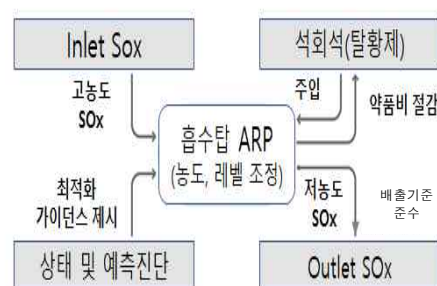 Inlet Sox
석회석(탈황제)
고농도
SOx
주입
약품비 절감
흡수탑 ARP
(농도, 레벨 조정)
최적화
가이던스 제시
저농도
SOx
배출기준
준수
상태 및 예측진단
Outlet SOx